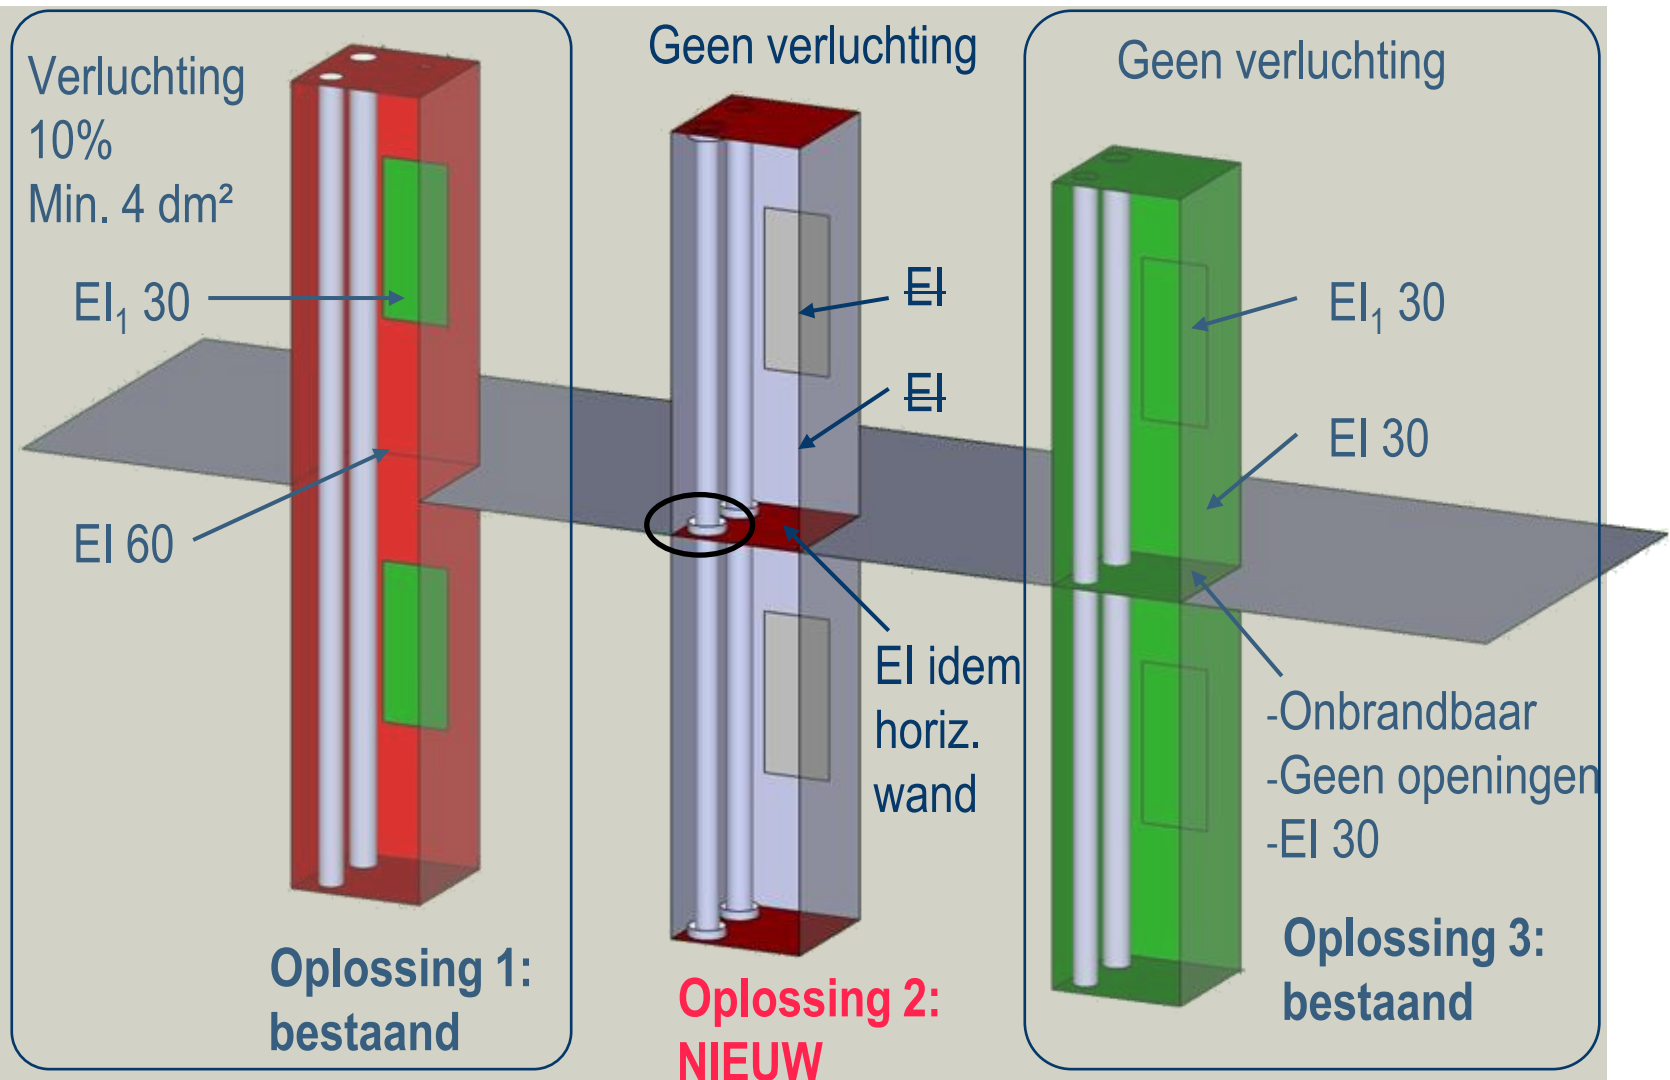 Verluchting
10%
Min. 4 dm²
EI₁ 30
EI 60
Oplossing 1:
bestaand
Geen verluchting
EI
EI
EI idem
horiz.
wand
Oplossing 2:
NIEUW
Geen verluchting
EI₁ 30
EI 30
-Onbrandbaar
-Geen openingen
-EI 30
Oplossing 3:
bestaand